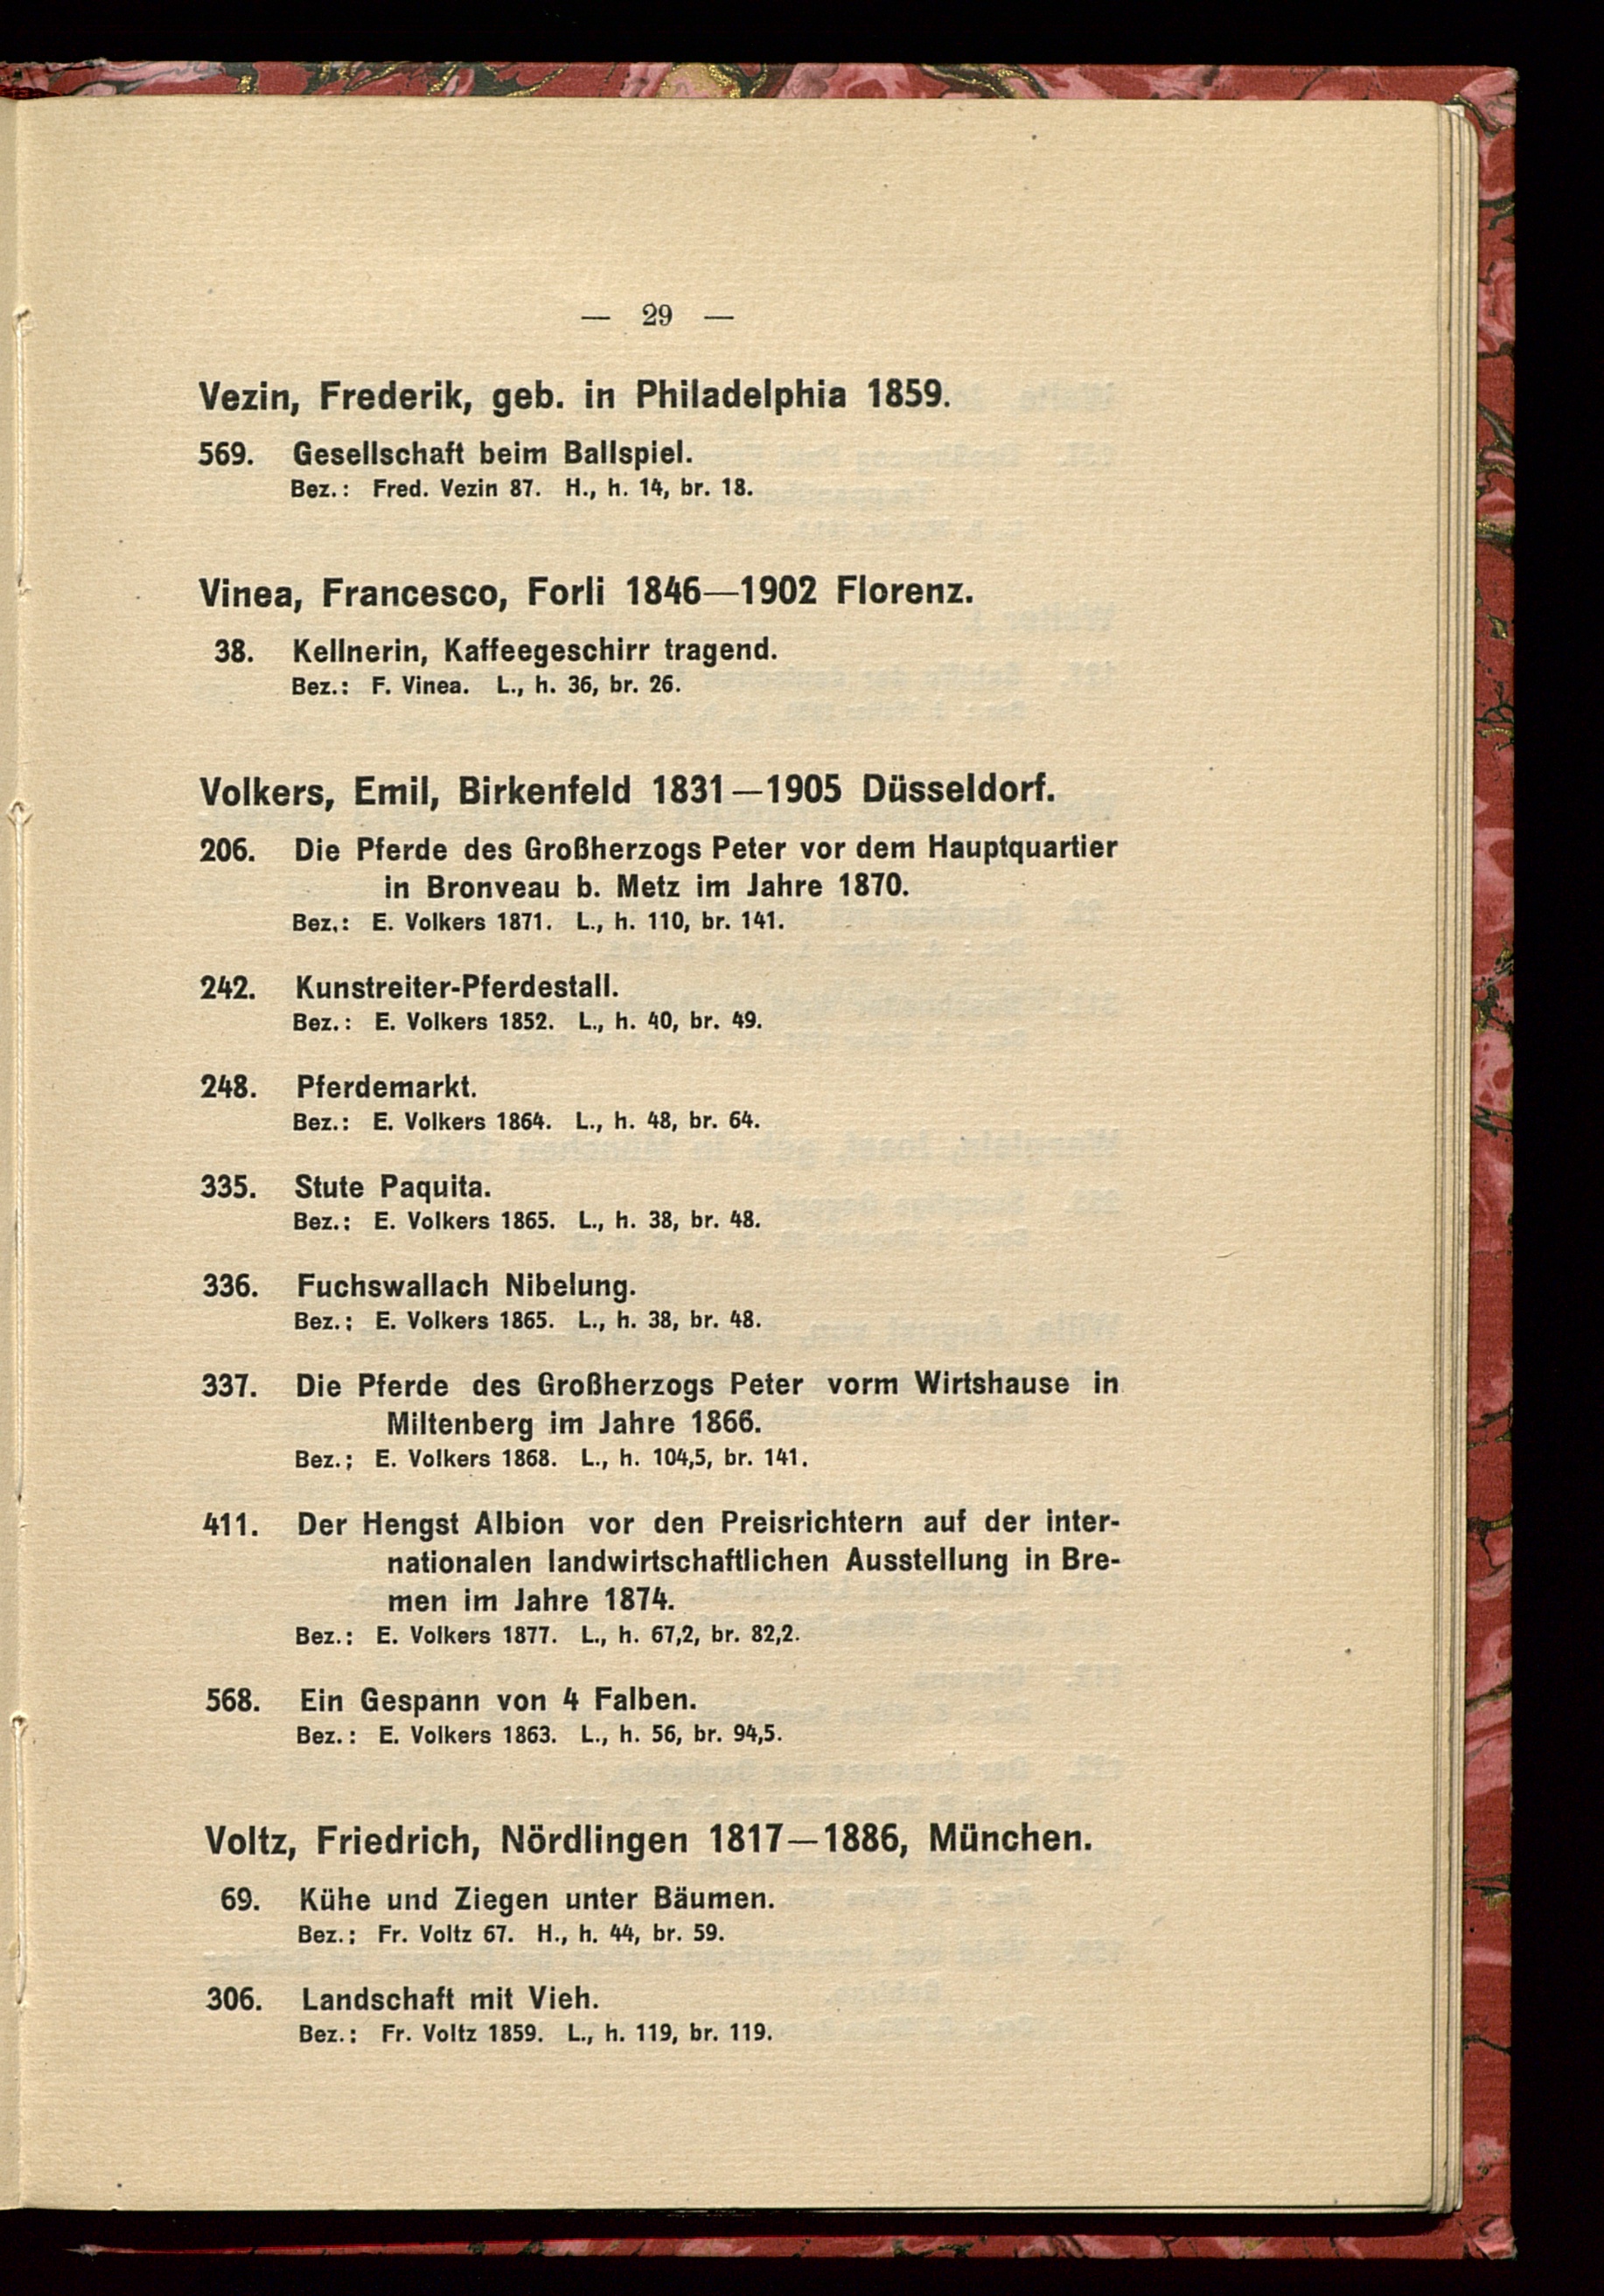 — 29 —
Vezin, Frederik, geb. in Philadelphia 1859.
569. Gesellschaft beim Ballspiel.
Bez.: Fred. Vezin 87. H., h. 14, br. 18.
Vinea, Francesco, Forli 1846—1902 Florenz.
38. Kellnerin, Kaffeegeschirr tragend.
Bez.: F. Vinea. L., h. 36, br. 26.
Volkers, Emil, Birkenfeld 1831—1905 Düsseldorf.
206. Die Pferde des Großherzogs Peter vor dem Hauptquartier
in Bronveau b. Metz im Jahre 1870.
Bez.: E. Volkers 1871. L., h. 110, br. 141.
242. Kunstreiter-Pferdestall.
Bez.: E. Volkers 1852. L., h. 40, br. 49.
248. Pferdemarkt.
Bez.: E. Volkers 1864. L., h. 48, br. 64.
335. Stute Paquita.
Bez.: E. Volkers 1865. L., h. 38, br. 48.
336. Fuchswallach Nibelung.
Bez.: E. Volkers 1865. L., h. 38, br. 48.
337. Die Pferde des Großherzogs Peter vorm Wirtshause in
Miltenberg im Jahre 1866.
Bez.: E. Volkers 1868. L., h. 104,5, br. 141.
411. Der Hengst Albion vor den Preisrichtern auf der inter-
nationalen landwirtschaftlichen Ausstellung in Bre-
men im Jahre 1874.
Bez.: E. Volkers 1877. L., h. 67,2, br. 82,2.
568. Ein Gespann von 4 Falben.
Bez.: E. Volkers 1863. L., h. 56, br. 94,5.
Voltz, Friedrich, Nördlingen 1817—1886, München.
69. Kühe und Ziegen unter Bäumen.
Bez.: Fr. Voltz 67. H., h. 44, br. 59.
306. Landschaft mit Vieh.
Bez.: Fr. Voltz 1859. L., h. 119, br. 119.